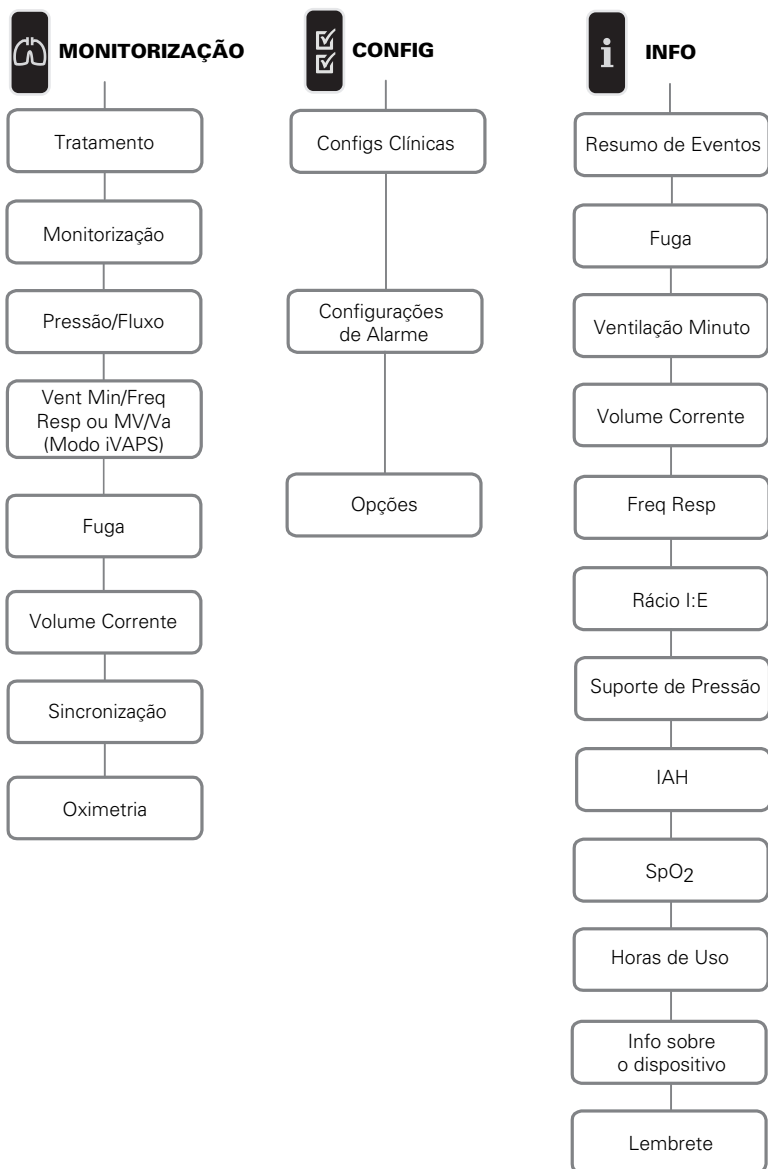 MONITORIZAÇÃO
Tratamento
Monitorização
Pressão/Fluxo
Vent Min/Freq
Resp ou MV/Va
(Modo iVAPS)
Fuga
Volume Corrente
Sincronização
Oximetria
CONFIG
Configs Clínicas
Configurações
de Alarme
Opções
i
INFO
Resumo de Eventos
Fuga
Ventilação Minuto
Volume Corrente
Freq Resp
Rácio I:E
Suporte de Pressão
IAH
SpO2
Horas de Uso
Info sobre
o dispositivo
Lembrete